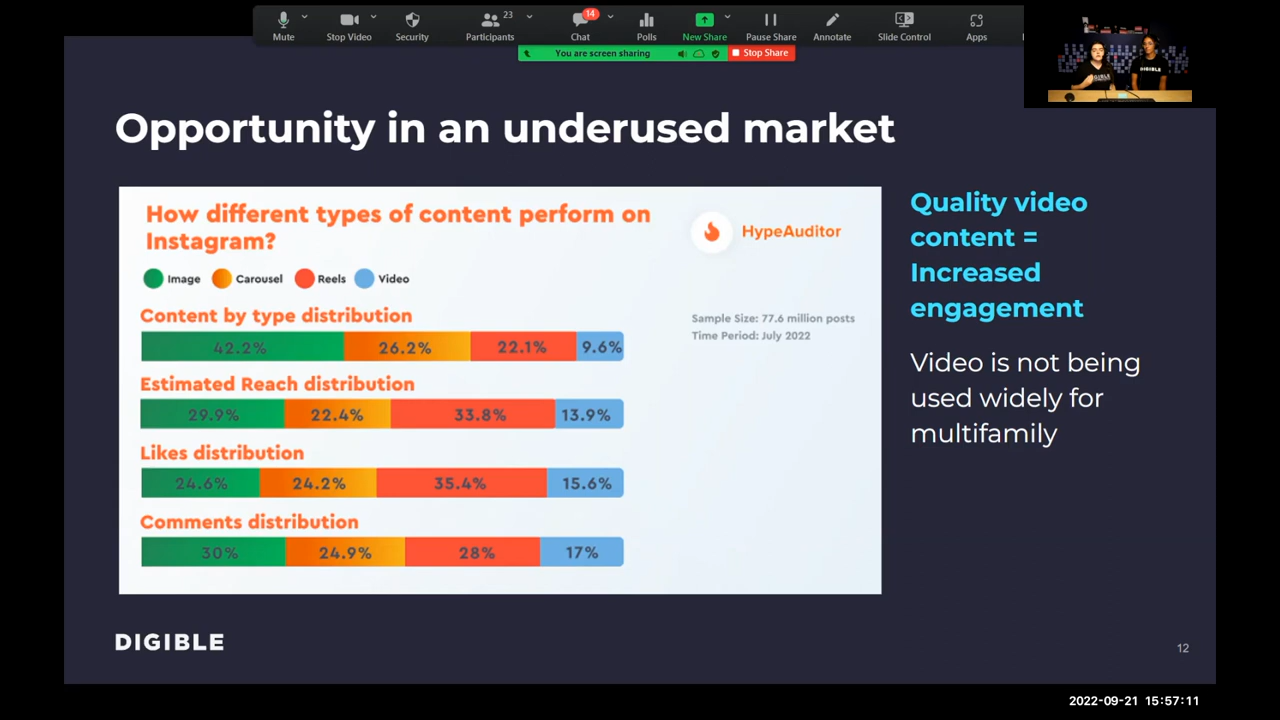 23
14
Mute
Stop Video
Security
Participants
Chat
Polls
New Share
Pause Share
Annotate
Slide Control
Apps
You are screen sharing
Stop Share
DIGIBLE
Opportunity in an underused market
How different types of content perform on
Instagram?
HypeAuditor
Image
Carousel
Reels
Video
Sample Size: 77.6 million posts
Time Period: July 2022
Content by type distribution
42.2%
26.2%
22.1%
9.6%
Estimated Reach distribution
29.9%
22.4%
33.8%
13.9%
Likes distribution
24.6%
24.2%
35.4%
15.6%
Comments distribution
30%
24.9%
28%
17%
Quality video
content =
Increased
engagement
Video is not being
used widely for
multifamily
DIGIBLE
12
2022-09-21 15:57:11